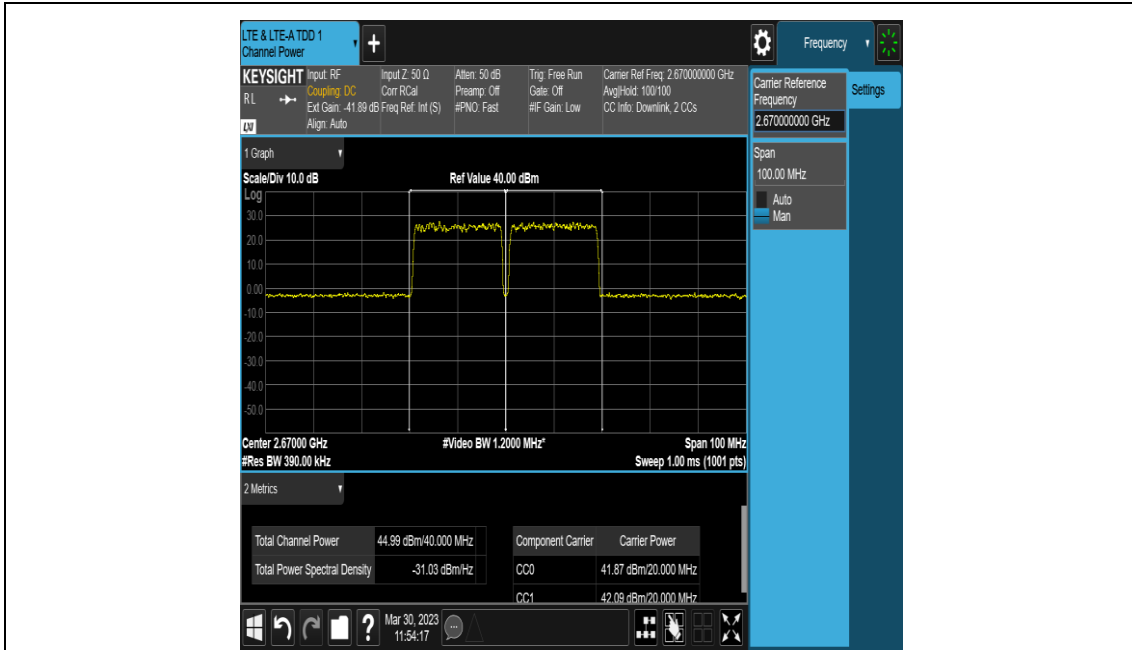 LTE & LTE-A TDD 1
Channel Power
+
Frequency
KEYSIGHT
RL
LXI
Input: RF
Coupling: DC
Ext Gain: -41.89 dB
Align: Auto
Input Z: 50 Ω
Corr RCal
Freq Ref: Int (S)
Atten: 50 dB
Preamp: Off
#PNO: Fast
Trig: Free Run
Gate: Off
#IF Gain: Low
Carrier Ref Freq: 2.670000000 GHz
Avg|Hold: 100/100
CC Info: Downlink, 2 CCs
Carrier Reference
Frequency
2.670000000 GHz
Settings
Span
100.00 MHz
Auto
Man
1 Graph
Scale/Div 10.0 dB
Ref Value 40.00 dBm
Log
30.0
20.0
10.0
0.00
-10.0
-20.0
-30.0
-40.0
-50.0
Center 2.67000 GHz
#Video BW 1.2000 MHz*
Span 100 MHz
#Res BW 390.00 kHz
Sweep 1.00 ms (1001 pts)
2 Metrics
Total Channel Power 44.99 dBm/40.000 MHz
Total Power Spectral Density -31.03 dBm/Hz
Component Carrier Carrier Power
CC0 41.87 dBm/20.000 MHz
CC1 42.09 dBm/20.000 MHz
?
Mar 30, 2023
11:54:17